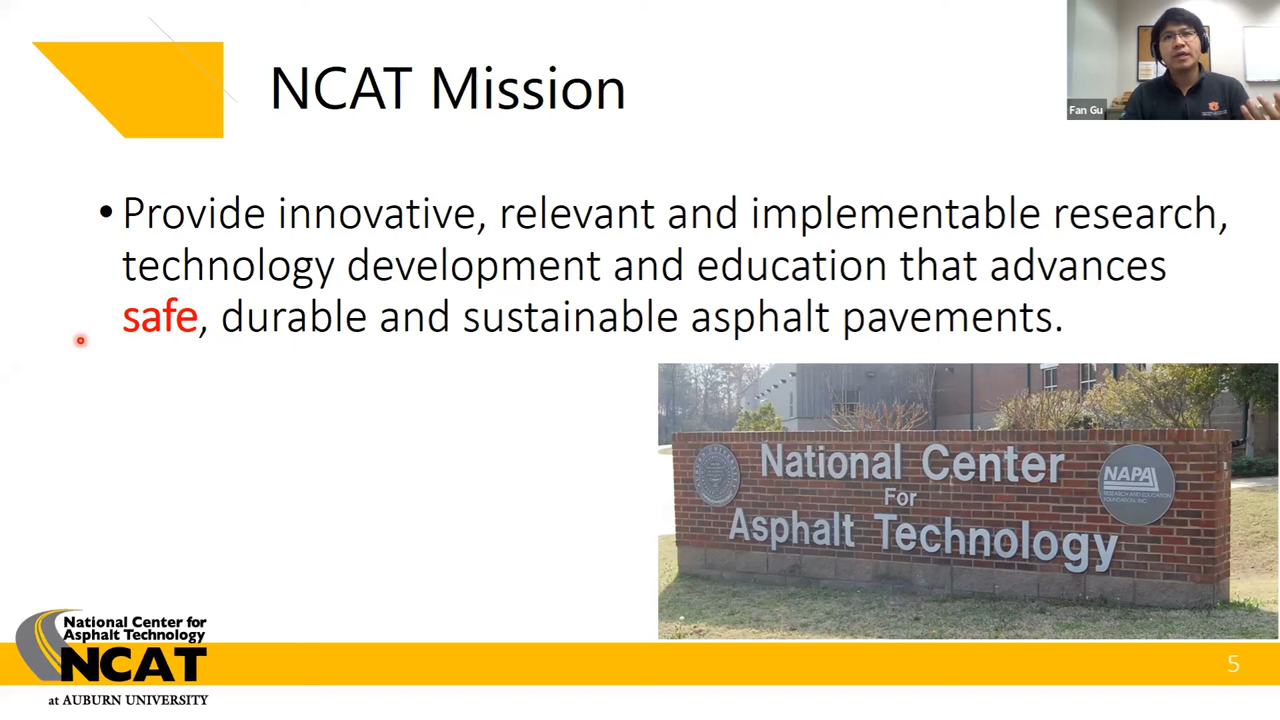 NCAT Mission
Fan Gu
• Provide innovative, relevant and implementable research,
technology development and education that advances
safe, durable and sustainable asphalt pavements.
National Center
For
Asphalt Technology
NAPA
RESEARCH AND EDUCATION
FOUNDATION, INC.
National Center for
Asphalt Technology
NCAT
at AUBURN UNIVERSITY
5